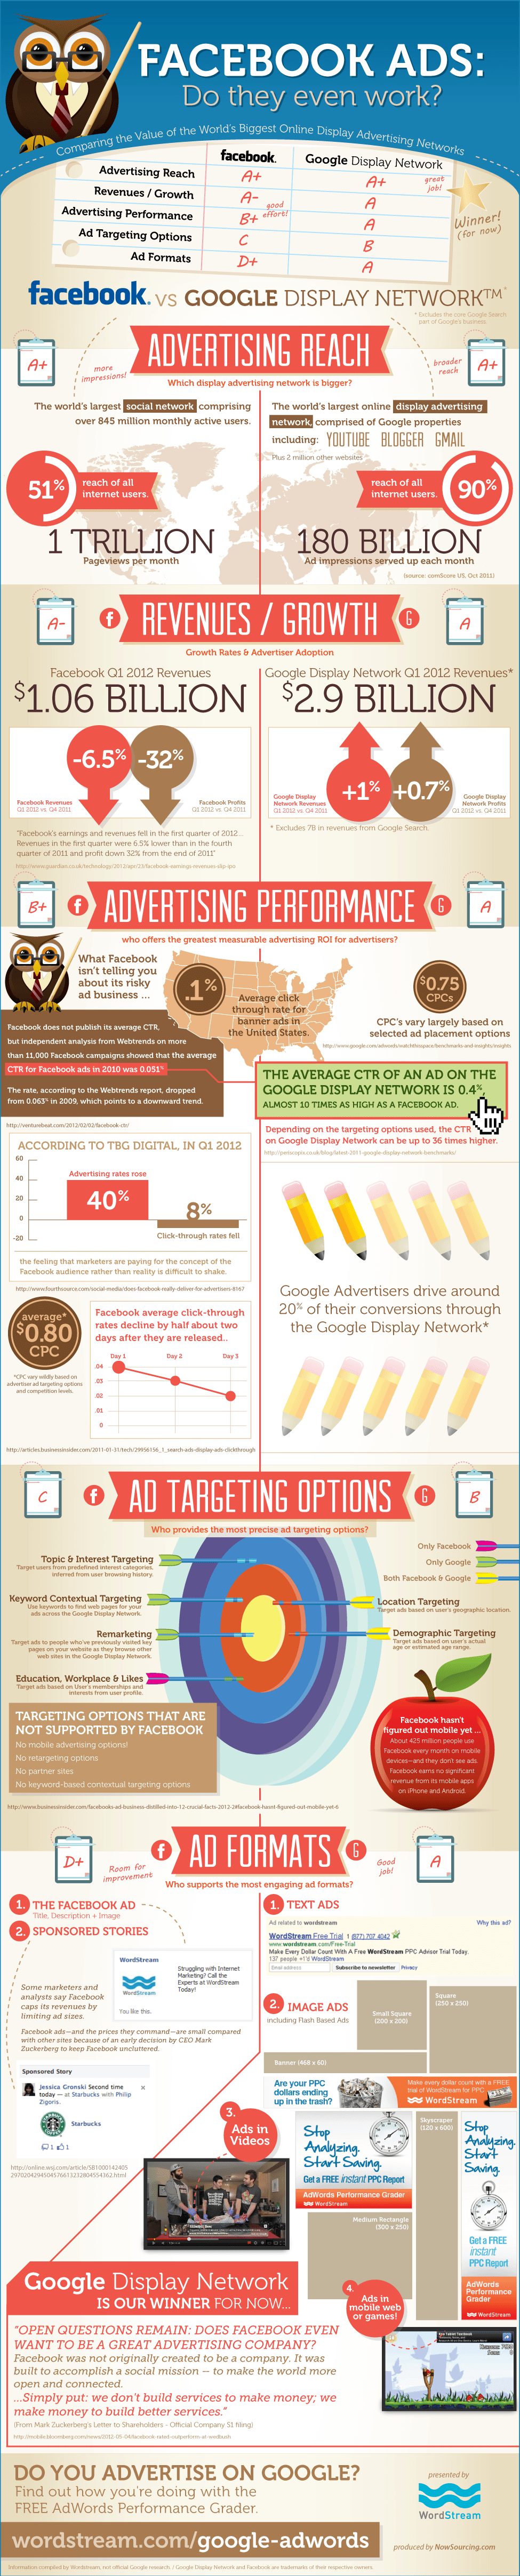 FACEBOOK ADS:
Do they even work?
Comparing the Value of the World's Biggest Online Display Advertising Networks
facebook.
Google Display Network
Advertising Reach
A+
A+
great job!
Revenues / Growth
A-
A
good effort!
Advertising Performance
B+
A
Ad Targeting Options
C
B
Ad Formats
D+
A
Winner!
(for now)
facebook. VS GOOGLE DISPLAY NETWORK™*
* Excludes the core Google Search
part of Google's business
A+
ADVERTISING REACH
A+
more
impressions!
broader
reach
Which display advertising network is bigger?
The world's largest social network comprising
over 845 million monthly active users.
The world's largest online display advertising
network, comprised of Google properties
including: YOUTUBE BLOGGER GMAIL
Plus 2 million other websites
51%
reach of all
internet users.
reach of all
internet users.
90%
1 TRILLION
Pageviews per month
180 BILLION
Ad impressions served up each month
(source: comScore US, Oct 2011)
A-
f
REVENUES / GROWTH
G
A
Growth Rates & Advertiser Adoption
Facebook Q1 2012 Revenues
$1.06 BILLION
Google Display Network Q1 2012 Revenues*
$2.9 BILLION
-6.5%
-32%
Facebook Revenues
Q1 2012 vs. Q4 2011
Facebook Profits
Q1 2012 vs. Q4 2011
+1%
+0.7%
Google Display
Network Revenues
Q1 2012 vs. Q4 2011
Google Display
Network Profits
Q1 2012 vs. Q4 2011
"Facebook's earnings and revenues fell in the first quarter of 2012...
Revenues in the first quarter were 6.5% lower than in the fourth
quarter of 2011 and profit down 32% from the end of 2011"
http://www.guardian.co.uk/technology/2012/apr/23/facebook-earnings-revenues-slip-ipo
* Excludes 7B in revenues from Google Search.
B+
f
ADVERTISING PERFORMANCE
G
A
who offers the greatest measurable advertising ROI for advertisers?
What Facebook
isn't telling you
about its risky
ad business ...
.1%
Average click
through rate for
banner ads in
the United States.
$0.75
CPCs
CPC's vary largely based on
selected ad placement options
http://www.google.com/adwords/watchthisspace/benchmarks-and-insights/insights
Facebook does not publish its average CTR,
but independent analysis from Webtrends on more
than 11,000 Facebook campaigns showed that the average
CTR for Facebook ads in 2010 was 0.051%
The rate, according to the Webtrends report, dropped
from 0.063% in 2009, which points to a downward trend.
http://venturebeat.com/2012/02/02/facebook-ctr/
THE AVERAGE CTR OF AN AD ON THE
GOOGLE DISPLAY NETWORK IS 0.4%,
ALMOST 10 TIMES AS HIGH AS A FACEBOOK AD.
Depending on the targeting options used, the CTR
on Google Display Network can be up to 36 times higher.
http://periscopix.co.uk/blog/latest-2011-google-display-network-benchmarks/
ACCORDING TO TBG DIGITAL, IN Q1 2012
60
40
20
0
-20
Advertising rates rose
40%
8%
Click-through rates fell
the feeling that marketers are paying for the concept of the
Facebook audience rather than reality is difficult to shake.
http://www.fourthsource.com/social-media/does-facebook-really-deliver-for-advertisers-8167
average*
$0.80
CPC
*CPC vary wildly based on
advertiser ad targeting options
and competition levels.
Facebook average click-through
rates decline by half about two
days after they are released..
Day 1
Day 2
Day 3
.04
.03
.02
.01
0
http://articles.businessinsider.com/2011-01-31/tech/29956156_1_search-ads-display-ads-clickthrough
Google Advertisers drive around
20% of their conversions through
the Google Display Network*
C
f
AD TARGETING OPTIONS
G
B
Who provides the most precise ad targeting options?
Only Facebook
Only Google
Both Facebook & Google
Topic & Interest Targeting
Target users from predefined interest categories,
inferred from user browsing history.
Keyword Contextual Targeting
Use keywords to find web pages for your
ads across the Google Display Network.
Remarketing
Target ads to people who've previously visited key
pages on your website as they browse other
web sites in the Google Display Network.
Education, Workplace & Likes
Target ads based on User's memberships and
interests from user profile.
Location Targeting
Target ads based on user's geographic location.
Demographic Targeting
Target ads based on user's actual
age or estimated age range.
TARGETING OPTIONS THAT ARE
NOT SUPPORTED BY FACEBOOK
No mobile advertising options!
No retargeting options
No partner sites
No keyword-based contextual targeting options
Facebook hasn't
figured out mobile yet ...
About 425 million people use
Facebook every month on mobile
devices—and they don't see ads.
Facebook earns no significant
revenue from its mobile apps
on iPhone and Android.
http://www.businessinsider.com/facebooks-ad-business-distilled-into-12-crucial-facts-2012-2#facebook-hasnt-figured-out-mobile-yet-6
D+
Room for
improvement
f
AD FORMATS
G
Good
job!
A
Who supports the most engaging ad formats?
1. THE FACEBOOK AD
Title, Description + Image
2. SPONSORED STORIES
WordStream
WordStream
Struggling with Internet
Marketing? Call the
Experts at WordStream
Today!
You like this.
Some marketers and
analysts say Facebook
caps its revenues by
limiting ad sizes.
Facebook ads—and the prices they command—are small compared
with other sites because of an early decision by CEO Mark
Zuckerberg to keep Facebook uncluttered.
Sponsored Story
Jessica Gronski Second time
today — at Starbucks with Philip
Zigoris.
Starbucks
1 1
http://online.wsj.com/article/SB1000142405
2970204294504576613232804554362.html
1. TEXT ADS
Ad related to wordstream
Why this ad?
WordStream Free Trial 1 (877) 707 4042
www.wordstream.com/Free-Trial
Make Every Dollar Count With A Free WordStream PPC Advisor Trial Today.
137 people +1'd WordStream
Email address
Subscribe to newsletter
Privacy
2. IMAGE ADS
including Flash Based Ads
Small Square
(200 x 200)
Square
(250 x 250)
Banner (468 x 60)
Are your PPC
dollars ending
up in the trash?
Make every dollar count with a FREE
trial of WordStream for PPC
WordStream
3.
Ads in
Videos
Stop
Analyzing.
Start
Saving.
Get a FREE instant PPC Report
AdWords Performance Grader
WordStream
Skyscraper
(120 x 600)
Stop
Analyzing.
Start
Saving.
Get a FREE
instant
PPC Report
AdWords
Performance
Grader
WordStream
Medium Rectangle
(300 x 250)
Google Display Network
IS OUR WINNER FOR NOW...
4.
Ads in
mobile web
or games!
"OPEN QUESTIONS REMAIN: DOES FACEBOOK EVEN
WANT TO BE A GREAT ADVERTISING COMPANY?
Facebook was not originally created to be a company. It was
built to accomplish a social mission — to make the world more
open and connected.
...Simply put: we don't build services to make money; we
make money to build better services."
(From Mark Zuckerberg's Letter to Shareholders - Official Company S1 filing)
http://mobile.bloomberg.com/news/2012-05-04/facebook-rated-outperform-at-wedbush
DO YOU ADVERTISE ON GOOGLE?
Find out how you're doing with the
FREE AdWords Performance Grader.
presented by
WordStream
wordstream.com/google-adwords
produced by NowSourcing.com
Information compiled by Wordstream, not official Google research. / Google Display Network and Facebook are trademarks of their respective owners.